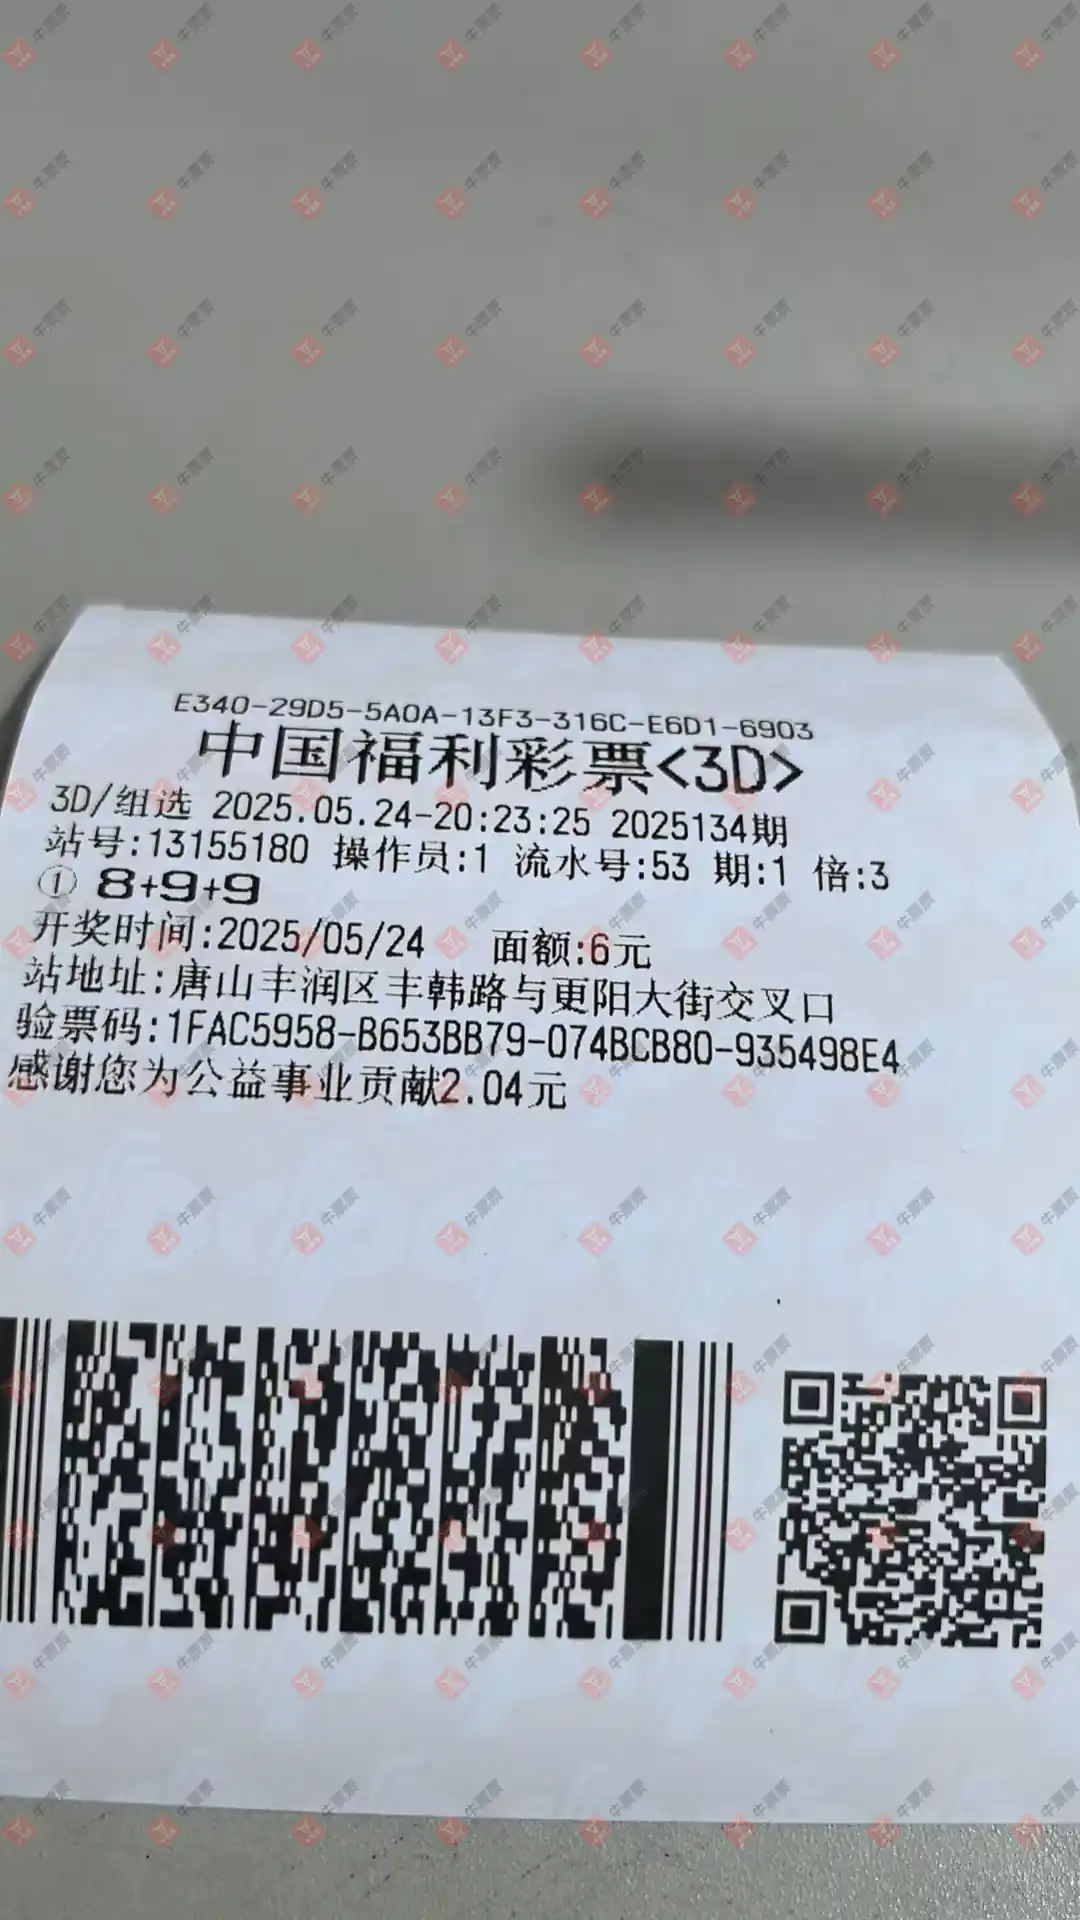 E340-29D5-5A0A-13F3-316C-E6D1-6903
中国福利彩票<3D>
3D/组选 2025.05.24-20:23:25 2025134期
站号:13155180 操作员:1 流水号:53 期:1 倍:3
① 8+9+9
开奖时间:2025/05/24 面额:6元
站地址:唐山丰润区丰韩路与更阳大街交叉口
验票码:1FAC5958-B653BB79-074BCB80-935498E4
感谢您为公益事业贡献2.04元
牛票票